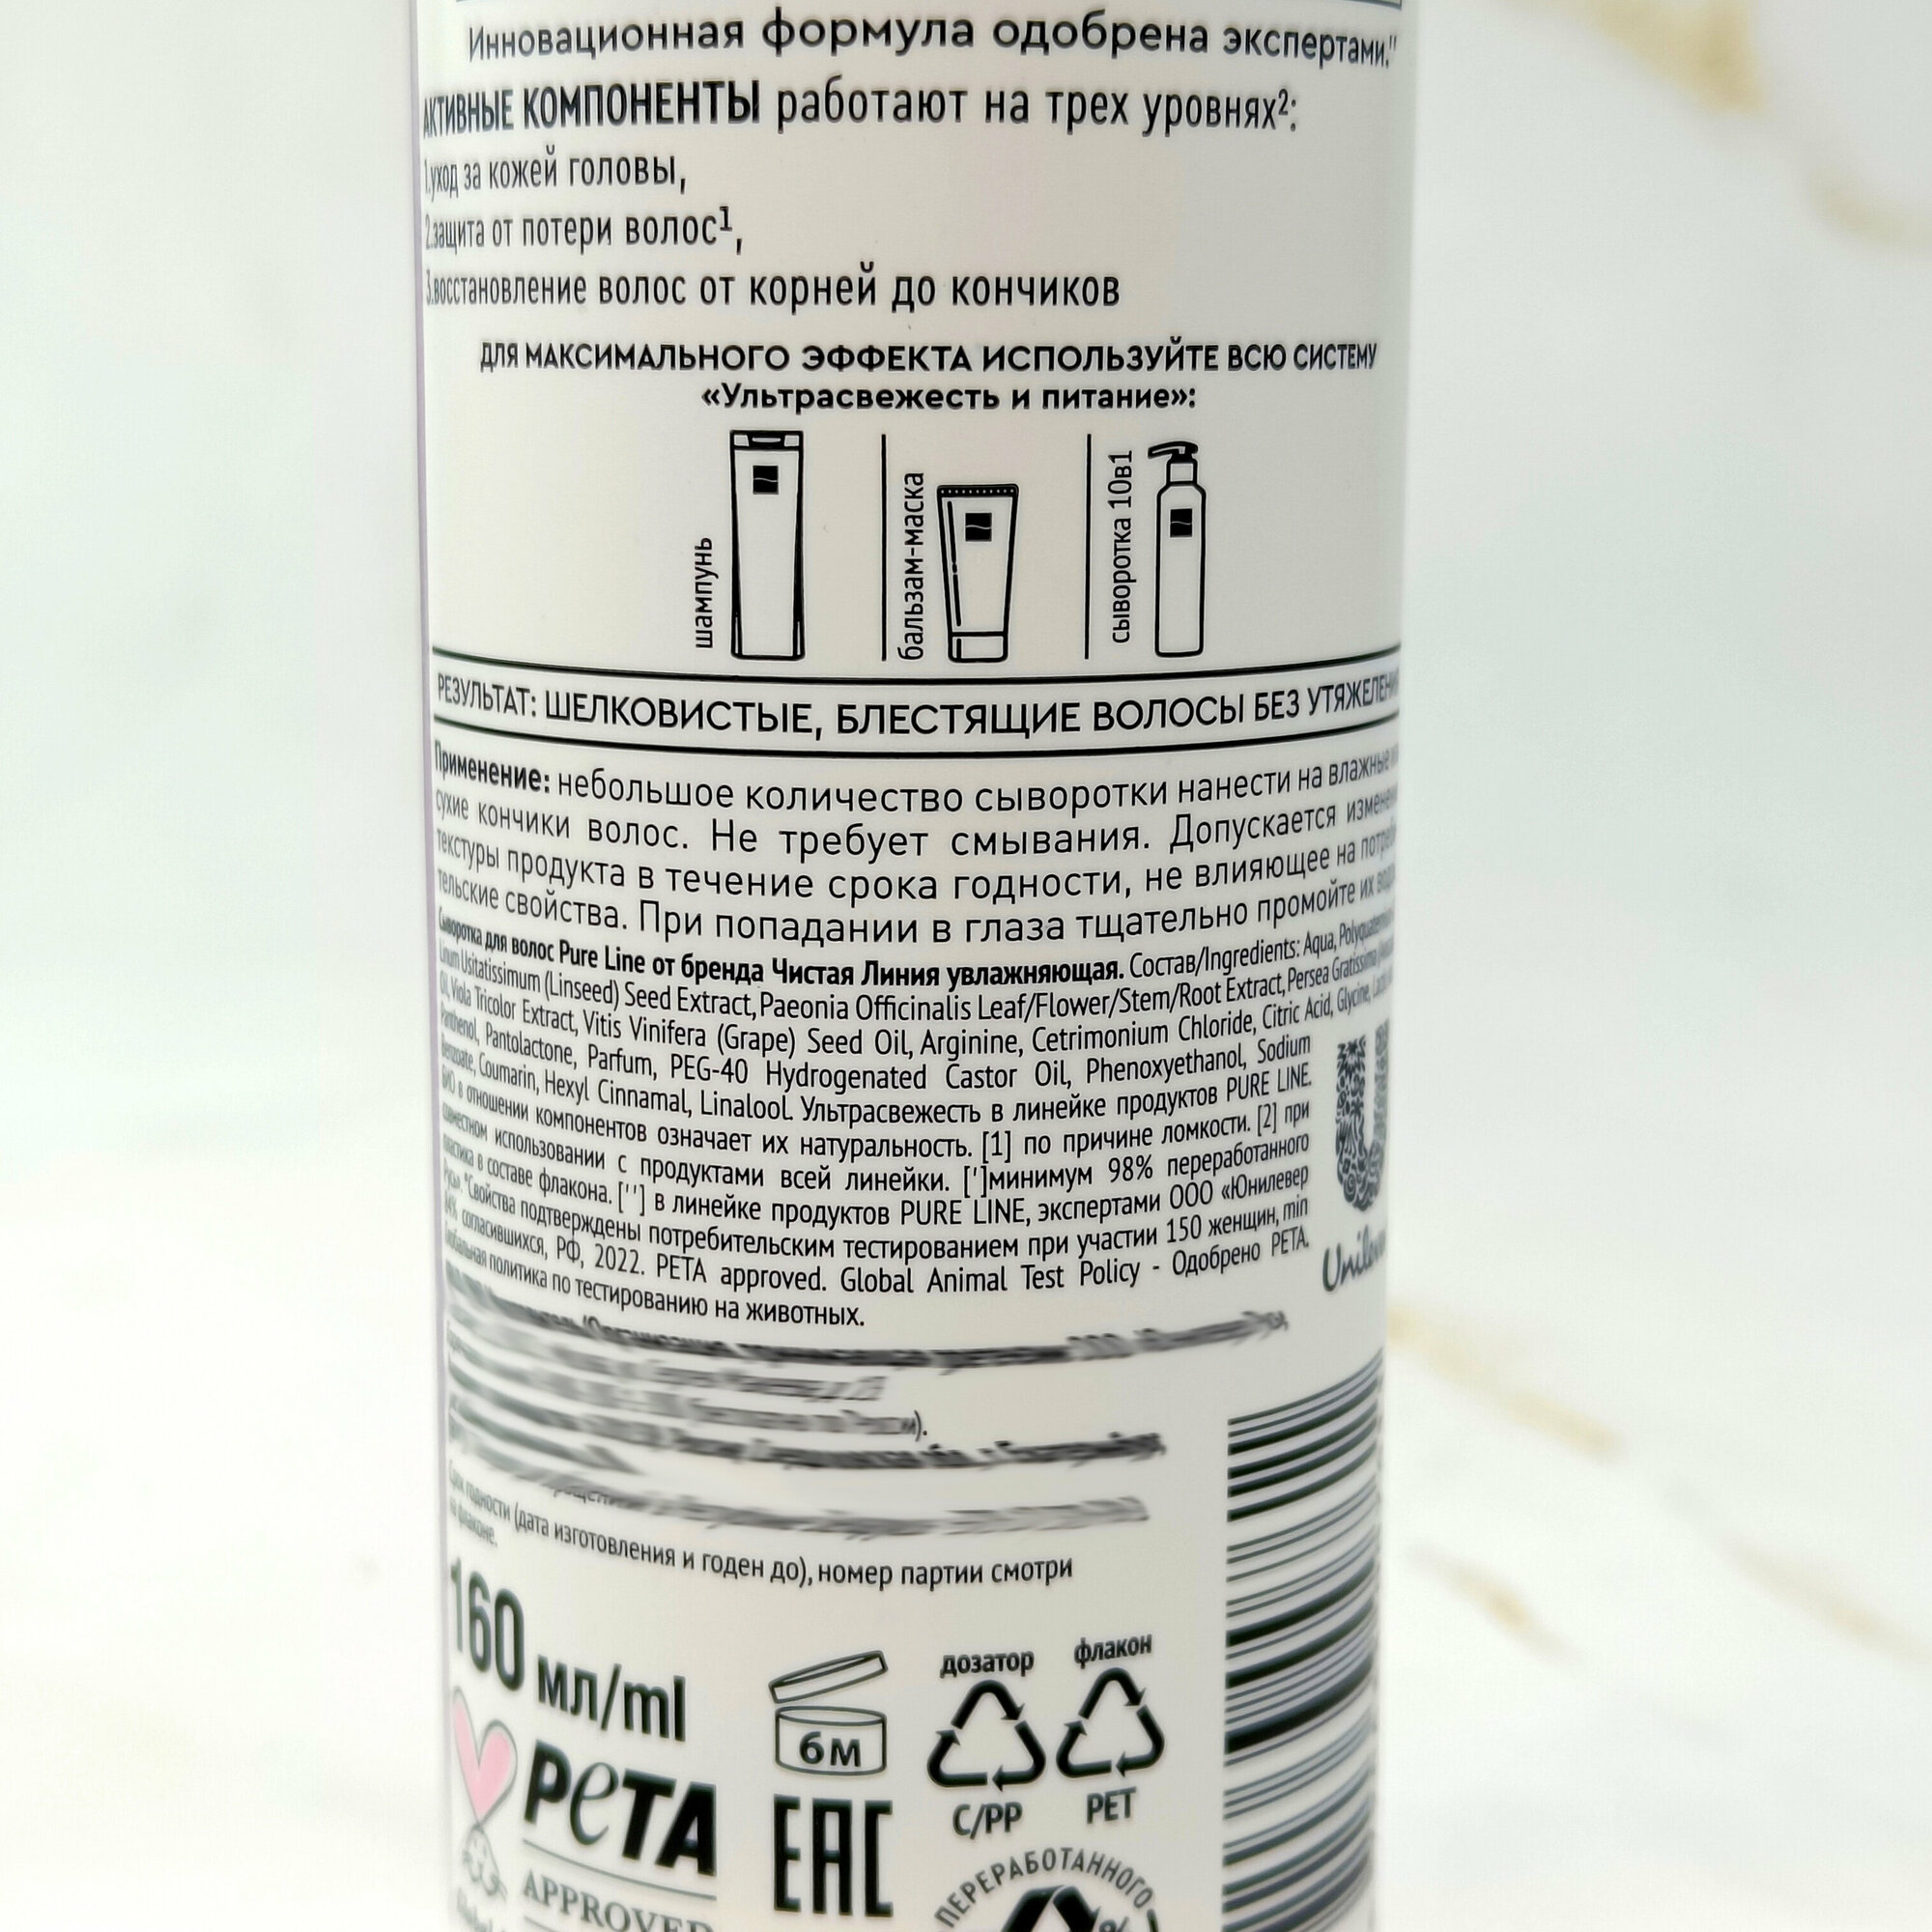 Инновационная формула одобрена экспертами.''
АКТИВНЫЕ КОМПОНЕНТЫ работают на трех уровнях²:
1.уход за кожей головы,
2.защита от потери волос¹,
3.восстановление волос от корней до кончиков
ДЛЯ МАКСИМАЛЬНОГО ЭФФЕКТА ИСПОЛЬЗУЙТЕ ВСЮ СИСТЕМУ
«Ультрасвежесть и питание»:
шампунь
бальзам-маска
сыворотка 10в1
РЕЗУЛЬТАТ: ШЕЛКОВИСТЫЕ, БЛЕСТЯЩИЕ ВОЛОСЫ БЕЗ УТЯЖЕЛЕНИ
Применение: небольшое количество сыворотки нанести на влажные
сухие кончики волос. Не требует смывания. Допускается изменен
текстуры продукта в течение срока годности, не влияющее на потреби
тельские свойства. При попадании в глаза тщательно промойте их
Сыворотка для волос Pure Line от бренда Чистая Линия увлажняющая. Состав/Ingredients: Aqua,
Linum Usitatissimum (Linseed) Seed Extract, Paeonia Officinalis Leaf/Flower/Stem/Root Extract, Persea Gratissima
Oil, Viola Tricolor Extract, Vitis Vinifera (Grape) Seed Oil, Arginine, Cetrimonium Chloride, Citric Acid, Glycine,
Panthenol, Pantolactone, Parfum, PEG-40 Hydrogenated Castor Oil, Phenoxyethanol, Sodium
Benzoate, Coumarin, Hexyl Cinnamal, Linalool. Ультрасвежесть в линейке продуктов PURE LINE.
БИО в отношении компонентов означает их натуральность. [1] по причине ломкости. [2] при
совместном использовании с продуктами всей линейки. [']минимум 98% переработанного
пластика в составе флакона. [''] в линейке продуктов PURE LINE, экспертами ООО «Юнилевер
Русь». *Свойства подтверждены потребительским тестированием при участии 150 женщин, min
84% согласившихся, РФ, 2022. PETA approved. Global Animal Test Policy - Одобрено PETA.
Глобальная политика по тестированию на животных.
Unilev
Срок годности (дата изготовления и годен до), номер партии смотри
на флаконе.
160 мл/ml
6M
дозатор
C/PP
флакон
PET
PeTA
APPROVED
EAC
ПЕРЕРАБОТАННОГО